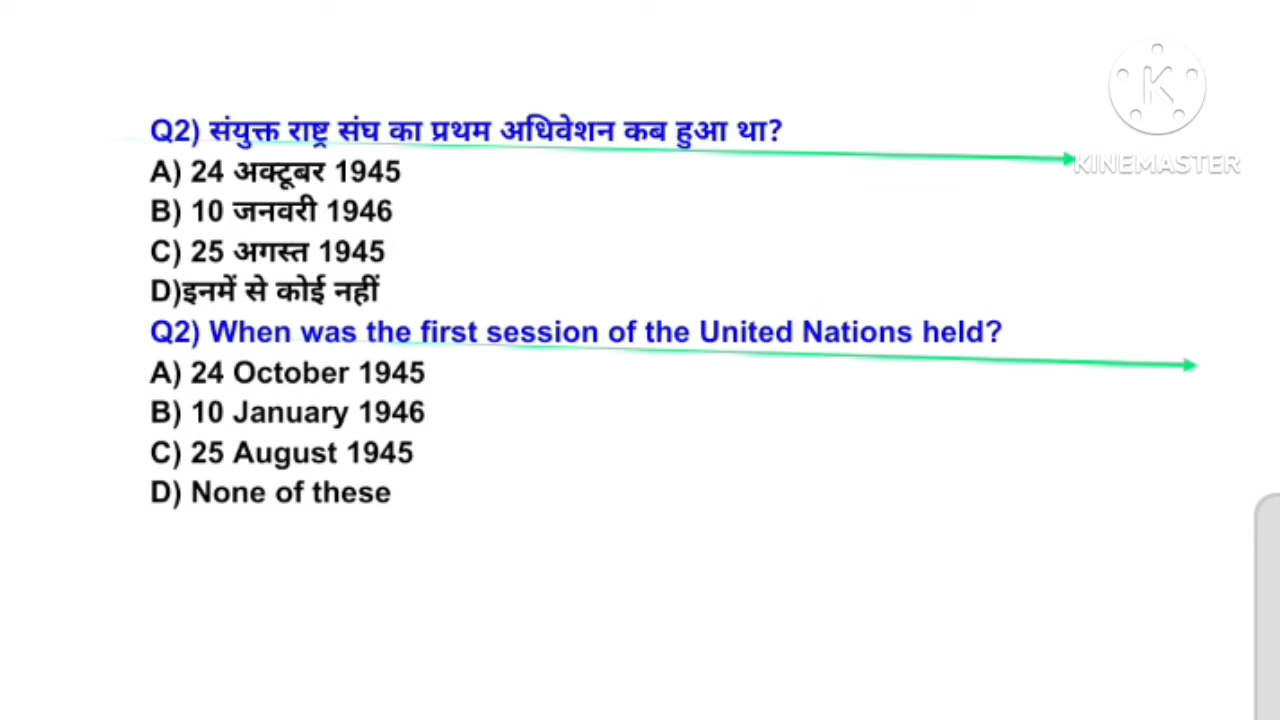 Q2) संयुक्त राष्ट्र संघ का प्रथम अधिवेशन कब हुआ था?
A) 24 अक्टूबर 1945
B) 10 जनवरी 1946
C) 25 अगस्त 1945
D)इनमें से कोई नहीं
Q2) When was the first session of the United Nations held?
A) 24 October 1945
B) 10 January 1946
C) 25 August 1945
D) None of these
K
KINEMASTER